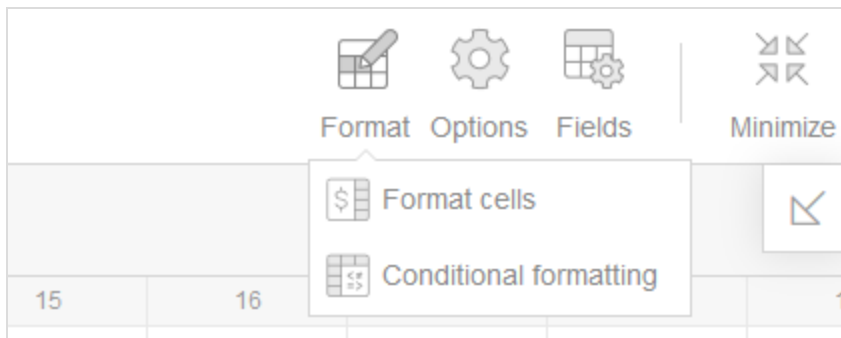 Format Options Fields Minimize
$ Format cells
Conditional formatting
15 16